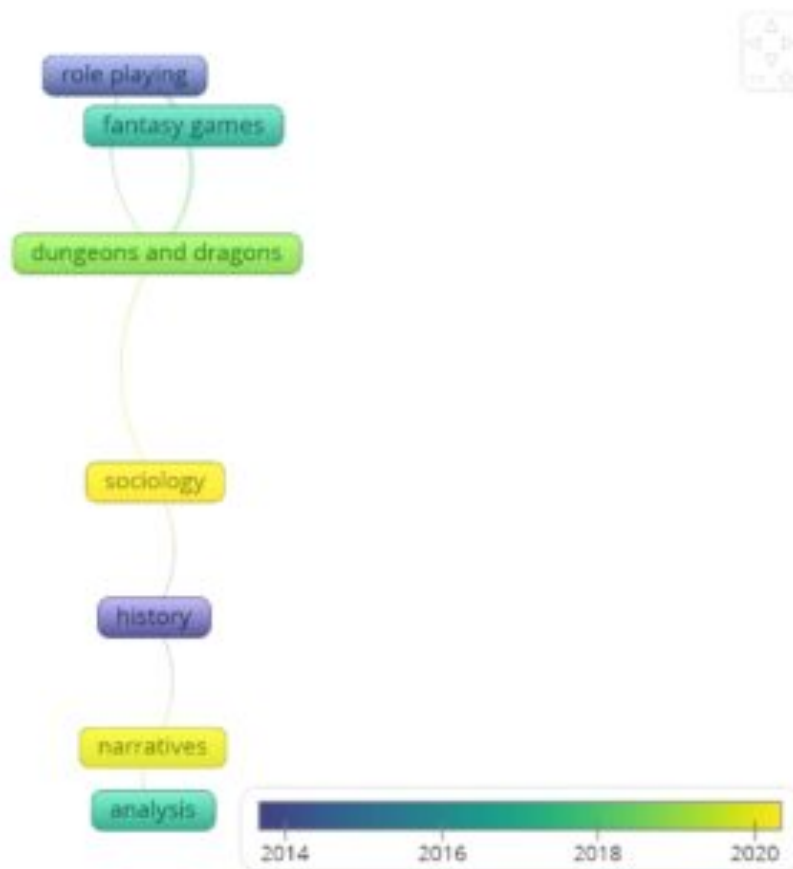 role playing
fantasy games
dungeons and dragons
sociology
history
narratives
analysis
2014 2016 2018 2020